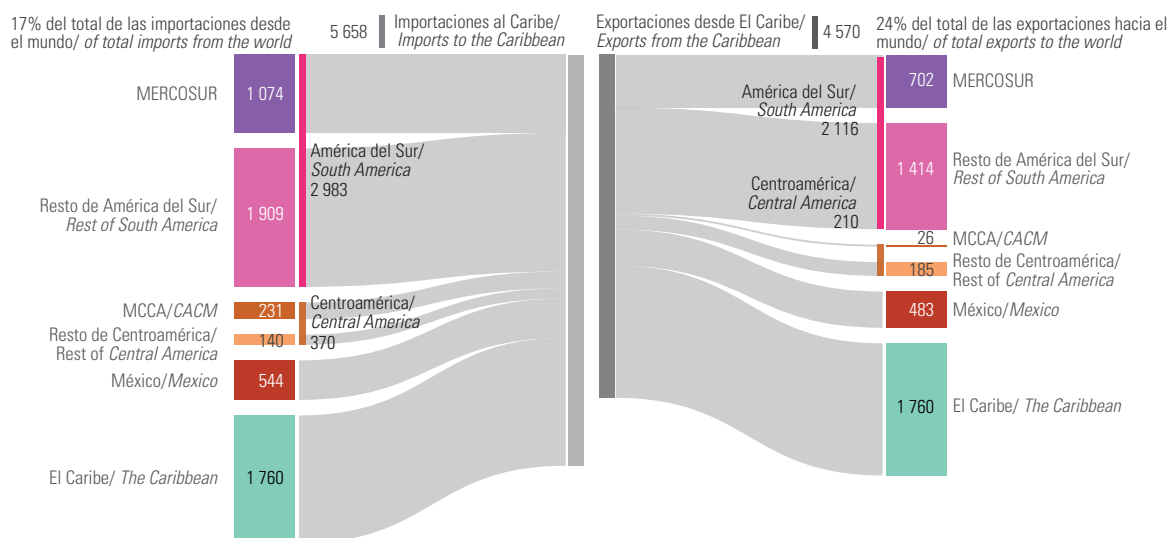 17% del total de las importaciones desde
el mundo/ of total imports from the world
5 658
Importaciones al Caribe/
Imports to the Caribbean
MERCOSUR
1 074
América del Sur/
South America
2 983
Resto de América del Sur/
Rest of South America
1 909
MCCA/CACM
231
Centroamérica/
Central America
370
Resto de Centroamérica/
Rest of Central America
140
México/Mexico
544
El Caribe/ The Caribbean
1 760
Exportaciones desde El Caribe/
Exports from the Caribbean
4 570
24% del total de las exportaciones hacia el
mundo/ of total exports to the world
América del Sur/
South America
2 116
702
MERCOSUR
1 414
Resto de América del Sur/
Rest of South America
Centroamérica/
Central America
210
26
MCCA/CACM
185
Resto de Centroamérica/
Rest of Central America
483
México/Mexico
1 760
El Caribe/ The Caribbean